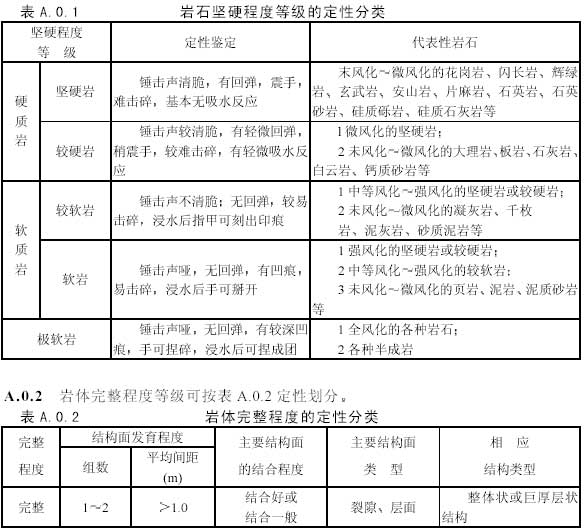 表 A.0.1 岩石坚硬程度等级的定性分类
坚硬程度
等 级
定性鉴定
代表性岩石
硬质岩
坚硬岩
锤击声清脆，有回弹，震手，
难击碎，基本无吸水反应
末风化～微风化的花岗岩、闪长岩、辉绿
岩、玄武岩、安山岩、片麻岩、石英岩、石英
砂岩、硅质砾岩、硅质石灰岩等
较硬岩
锤击声较清脆，有轻微回弹，
稍震手，较难击碎，有轻微吸水反
应
1 微风化的坚硬岩；
2 未风化～微风化的大理岩、板岩、石灰岩、
白云岩、钙质砂岩等
软质岩
较软岩
锤击声不清脆；无回弹，较易
击碎，浸水后指甲可刻出印痕
1 中等风化～强风化的坚硬岩或较硬岩；
2 未风化～微风化的凝灰岩、千枚
岩、泥灰岩、砂质泥岩等
软岩
锤击声哑，无回弹，有凹痕，
易击碎，浸水后手可掰开
1 强风化的坚硬岩或较硬岩；
2 中等风化～强风化的较软岩；
3 未风化～微风化的页岩、泥岩、泥质砂岩
等
极软岩
锤击声哑，无回弹，有较深凹
痕，手可捏碎，浸水后可捏成团
1 全风化的各种岩石；
2 各种半成岩
A.0.2 岩体完整程度等级可按表 A.0.2 定性划分。
表 A.0.2 岩体完整程度的定性分类
完整
程度
结构面发育程度
组数
平均间距
(m)
主要结构面
的结合程度
主要结构面
类 型
相 应
结构类型
完整
1～2
＞1.0
结合好或
结合一般
裂隙、层面
整体状或巨厚层状
结构